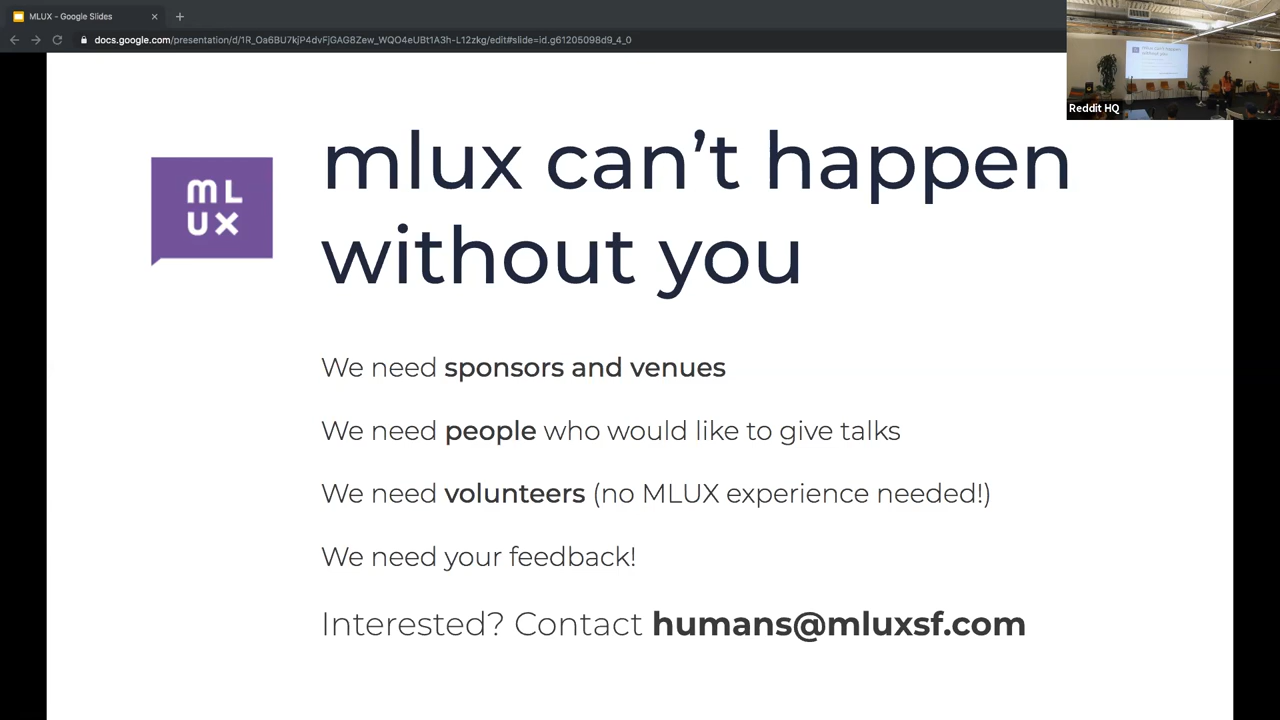 MLUX - Google Slides
docs.google.com/presentation/d/1R_Oa6BU7kjP4dvFjGAG8Zew_WQO4eUBt1A3h-L12zkg/edit#slide=id.g61205098d9_4_0
Reddit HQ
mlux can’t happen
without you
ML
UX
We need sponsors and venues
We need people who would like to give talks
We need volunteers (no MLUX experience needed!)
We need your feedback!
Interested? Contact humans@mluxsf.com